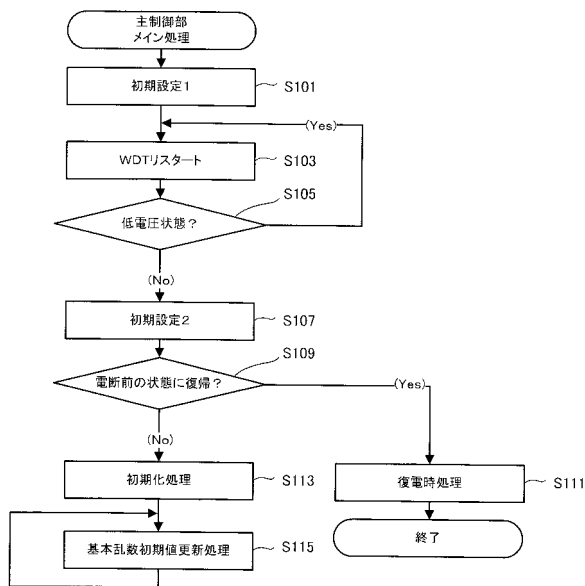 主制御部
メイン処理
初期設定1
S101
(Yes)
WDTリスタート
S103
S105
低電圧状態?
(No)
初期設定2
S107
S109
電断前の状態に復帰?
(Yes)
(No)
初期化処理
S113
復電時処理
S111
基本乱数初期値更新処理
S115
終了